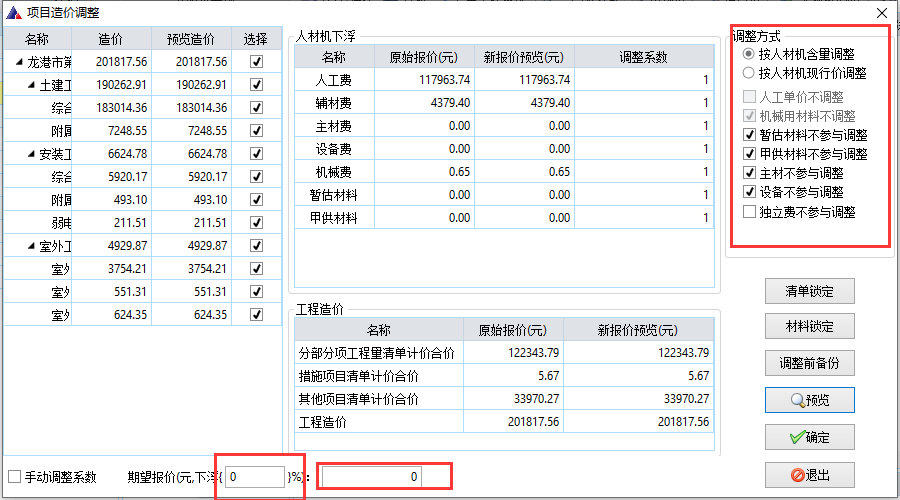 项目造价调整
名称 造价 预览造价 选择
龙港市第 201817.56 201817.56
土建工 190262.91 190262.91
综合 183014.36 183014.36
附属 7248.55 7248.55
安装工 6624.78 6624.78
综合 5920.17 5920.17
附属 493.10 493.10
弱电 211.51 211.51
室外工 4929.87 4929.87
室外 3754.21 3754.21
室外 551.31 551.31
室外 624.35 624.35
人材机下浮
名称 原始报价(元) 新报价预览(元) 调整系数
人工费 117963.74 117963.74 1
辅材费 4379.40 4379.40 1
主材费 0.00 0.00 1
设备费 0.00 0.00 1
机械费 0.65 0.65 1
暂估材料 0.00 0.00 1
甲供材料 0.00 0.00 1
工程造价
名称 原始报价(元) 新报价预览(元)
分部分项工程量清单计价合价 122343.79 122343.79
措施项目清单计价合价 5.67 5.67
其他项目清单计价合价 33970.27 33970.27
工程造价 201817.56 201817.56
调整方式
按人材机含量调整
按人材机现行价调整
人工单价不调整
机械用材料不调整
暂估材料不参与调整
甲供材料不参与调整
主材不参与调整
设备不参与调整
独立费不参与调整
清单锁定
材料锁定
调整前备份
预览
确定
退出
手动调整系数 期望报价(元,下浮{ 0 }%): 0